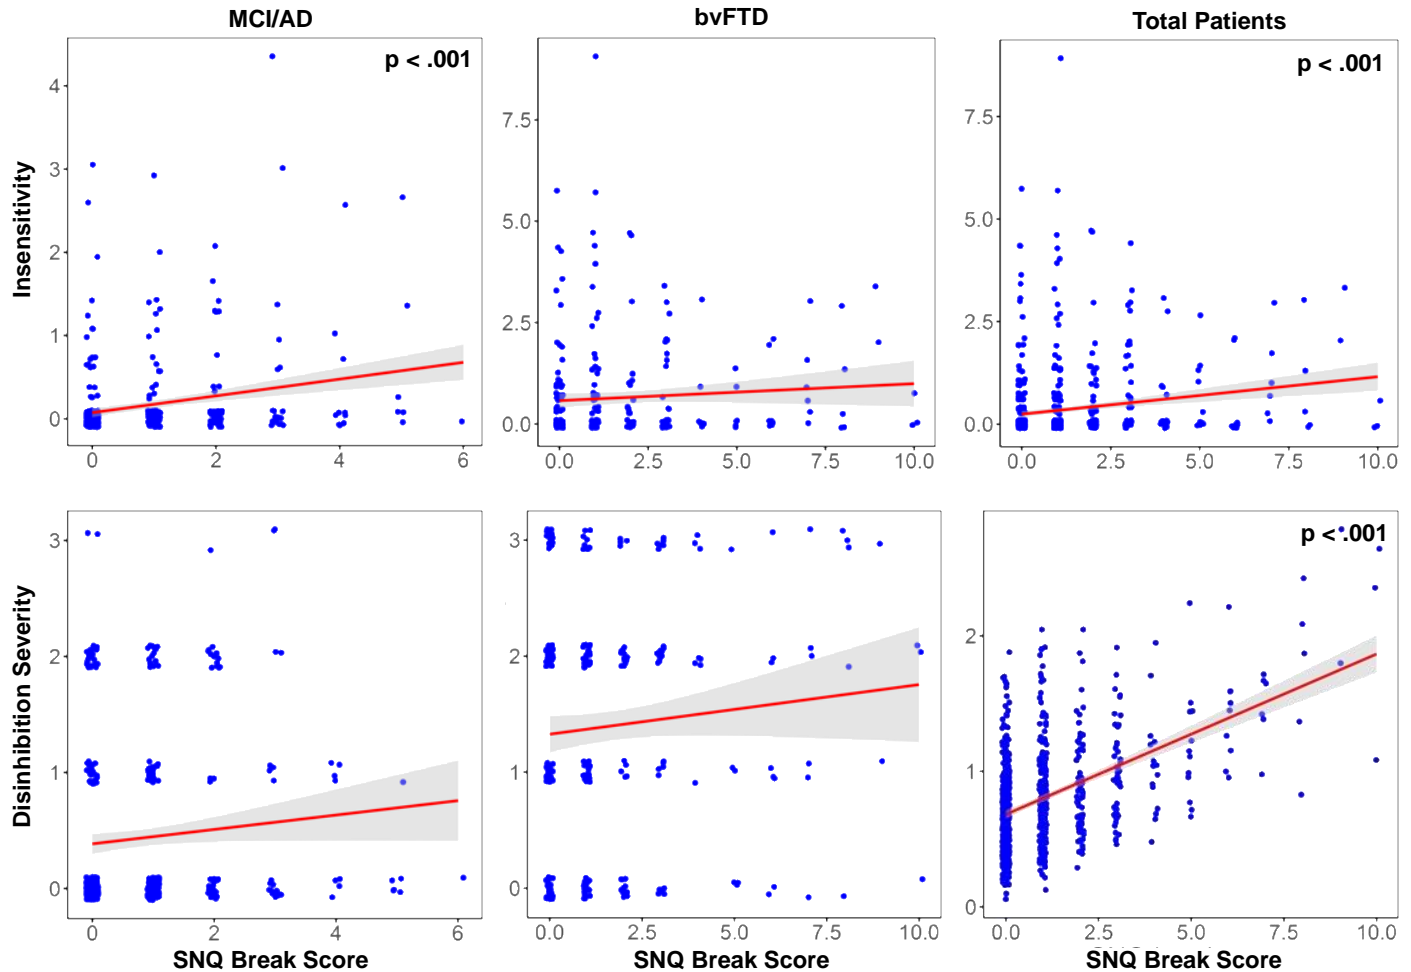 MCI/AD
bvFTD
Total Patients
Insensitivity
p < .001
4
3
2
1
0
0 2 4 6
7.5
5.0
2.5
0.0
0.0 2.5 5.0 7.5 10.0
p < .001
7.5
5.0
2.5
0.0
0.0 2.5 5.0 7.5 10.0
Disinhibition Severity
3
2
1
0
0 2 4 6
SNQ Break Score
3
2
1
0
0.0 2.5 5.0 7.5 10.0
SNQ Break Score
p < .001
2
1
0
0.0 2.5 5.0 7.5 10.0
SNQ Break Score